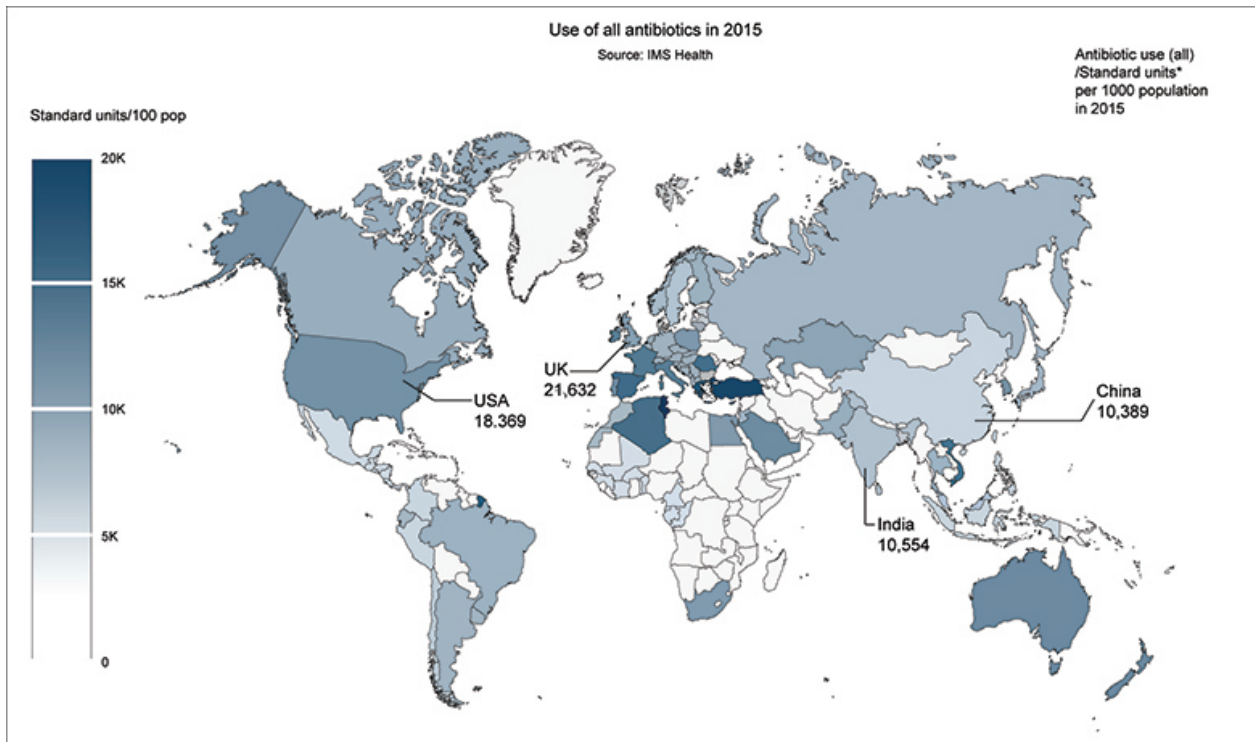 Use of all antibiotics in 2015
Source: IMS Health
Antibiotic use (all)
/Standard units*
per 1000 population
in 2015
Standard units/100 pop
20K
15K
10K
5K
0
USA
18.369
UK
21,632
China
10,389
India
10,554